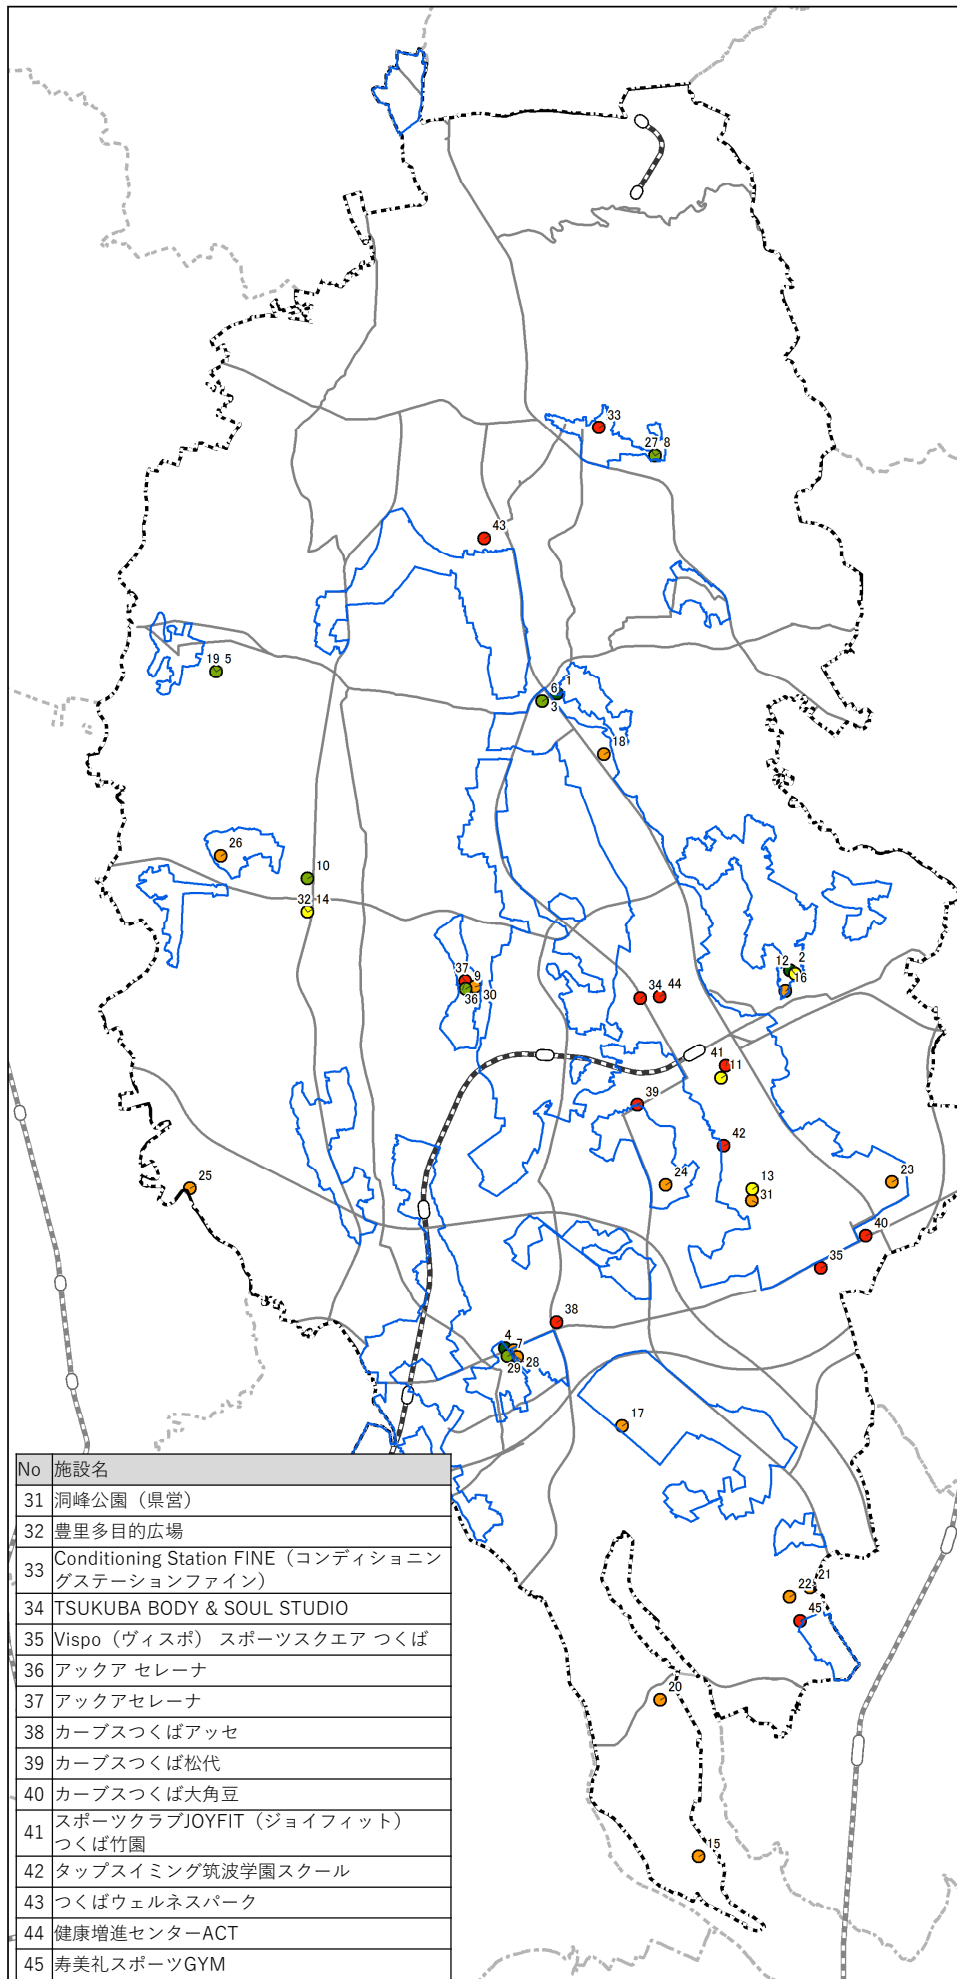 33
27 8
43
19 5
6 1
3
18
26
10
32 14
12 2
16
37 9
36 30
34 44
41
11
39
42
24
13
31
23
25
40
35
38
4 7
29 28
17
22 21
45
20
15
No 施設名
31 洞峰公園（県営）
32 豊里多目的広場
33 Conditioning Station FINE（コンディショニン
グステーションファイン）
34 TSUKUBA BODY & SOUL STUDIO
35 Vispo（ヴィスポ） スポーツスクエア つくば
36 アックア セレーナ
37 アックアセレーナ
38 カーブスつくばアッセ
39 カーブスつくば松代
40 カーブスつくば大角豆
41 スポーツクラブJOYFIT（ジョイフィット）
つくば竹園
42 タップスイミング筑波学園スクール
43 つくばウェルネスパーク
44 健康増進センターACT
45 寿美礼スポーツGYM